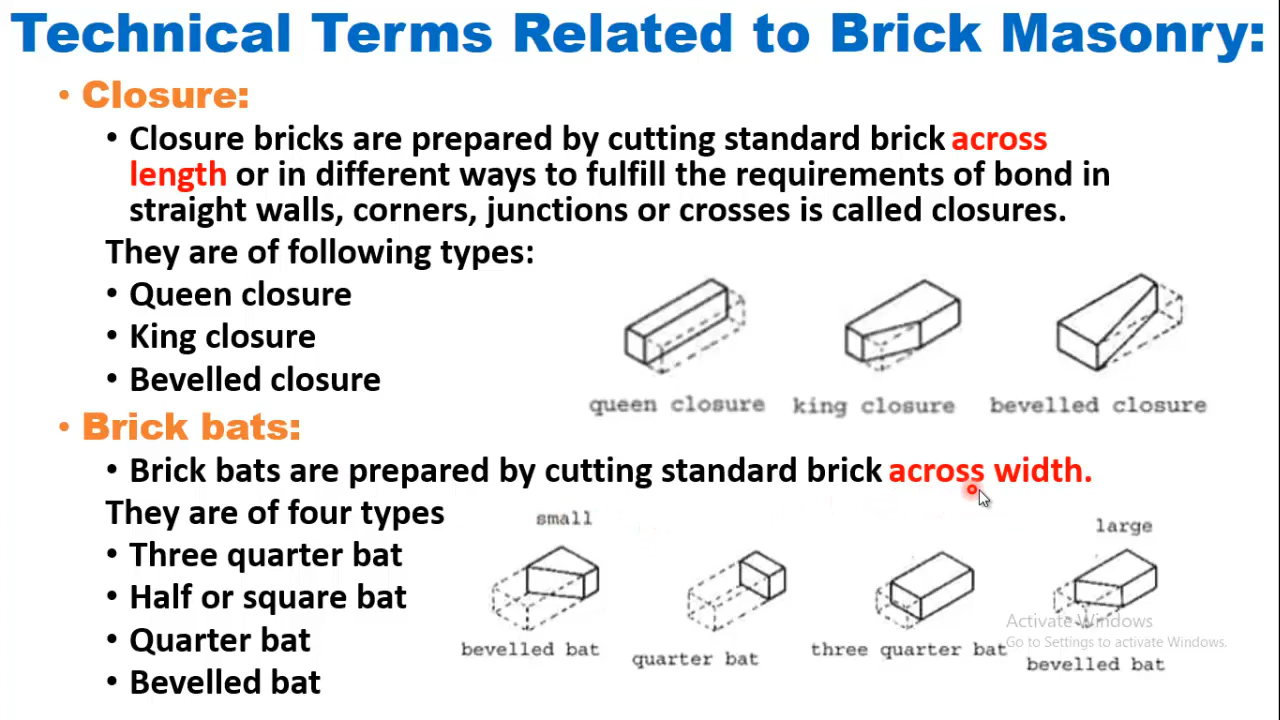 Technical Terms Related to Brick Masonry:
• Closure:
• Closure bricks are prepared by cutting standard brick across
length or in different ways to fulfill the requirements of bond in
straight walls, corners, junctions or crosses is called closures.
They are of following types:
• Queen closure
• King closure
• Bevelled closure
queen closure king closure bevelled closure
• Brick bats:
• Brick bats are prepared by cutting standard brick across width.
They are of four types
• Three quarter bat
• Half or square bat
• Quarter bat
• Bevelled bat
small
large
bevelled bat
quarter bat
three quarter bat
bevelled bat
Activate Windows
Go to Settings to activate Windows.